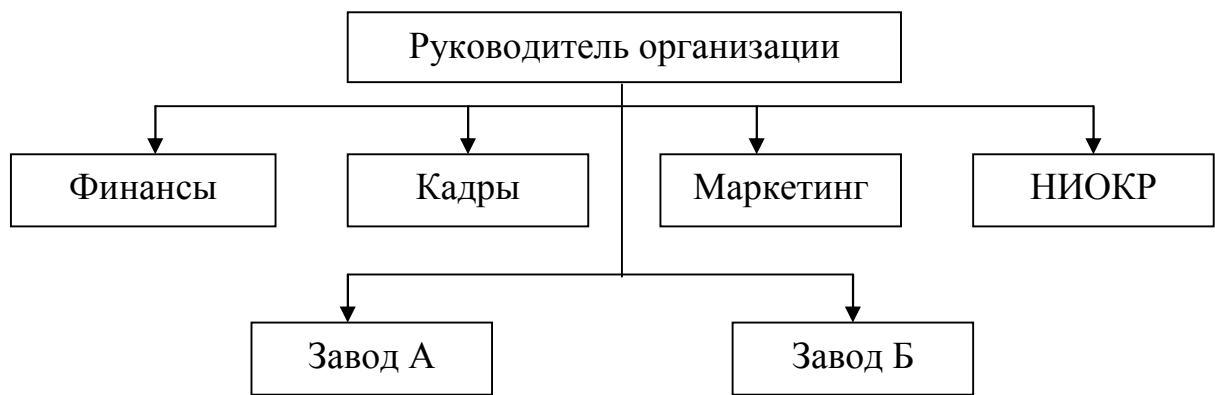 Руководитель организации
Финансы
Кадры
Маркетинг
НИОКР
Завод А
Завод Б